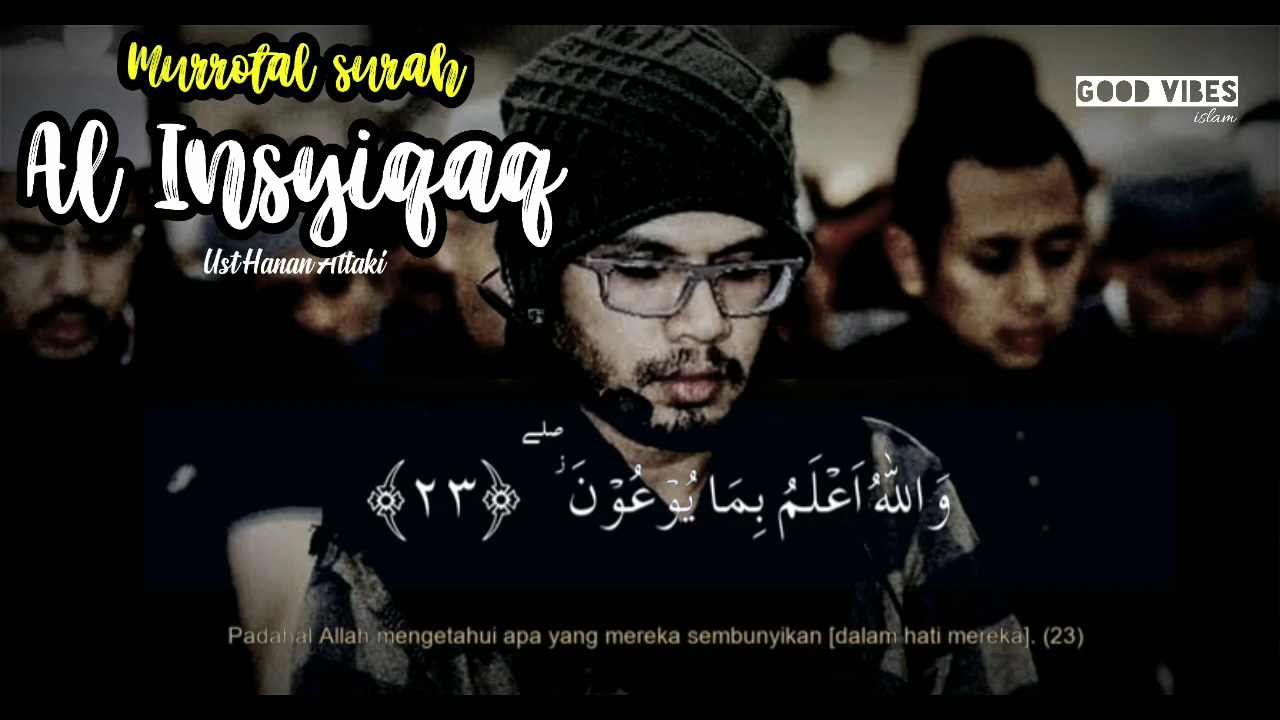 Murrotal surah
Al Insyiqaq
Ust Hanan Attaki
GOOD VIBES
islam
وَاللّٰهُ اَعْلَمُ بِمَا يُوْعُوْنَ ۖز ﴿٢٣﴾
Padahal Allah mengetahui apa yang mereka sembunyikan [dalam hati mereka]. (23)